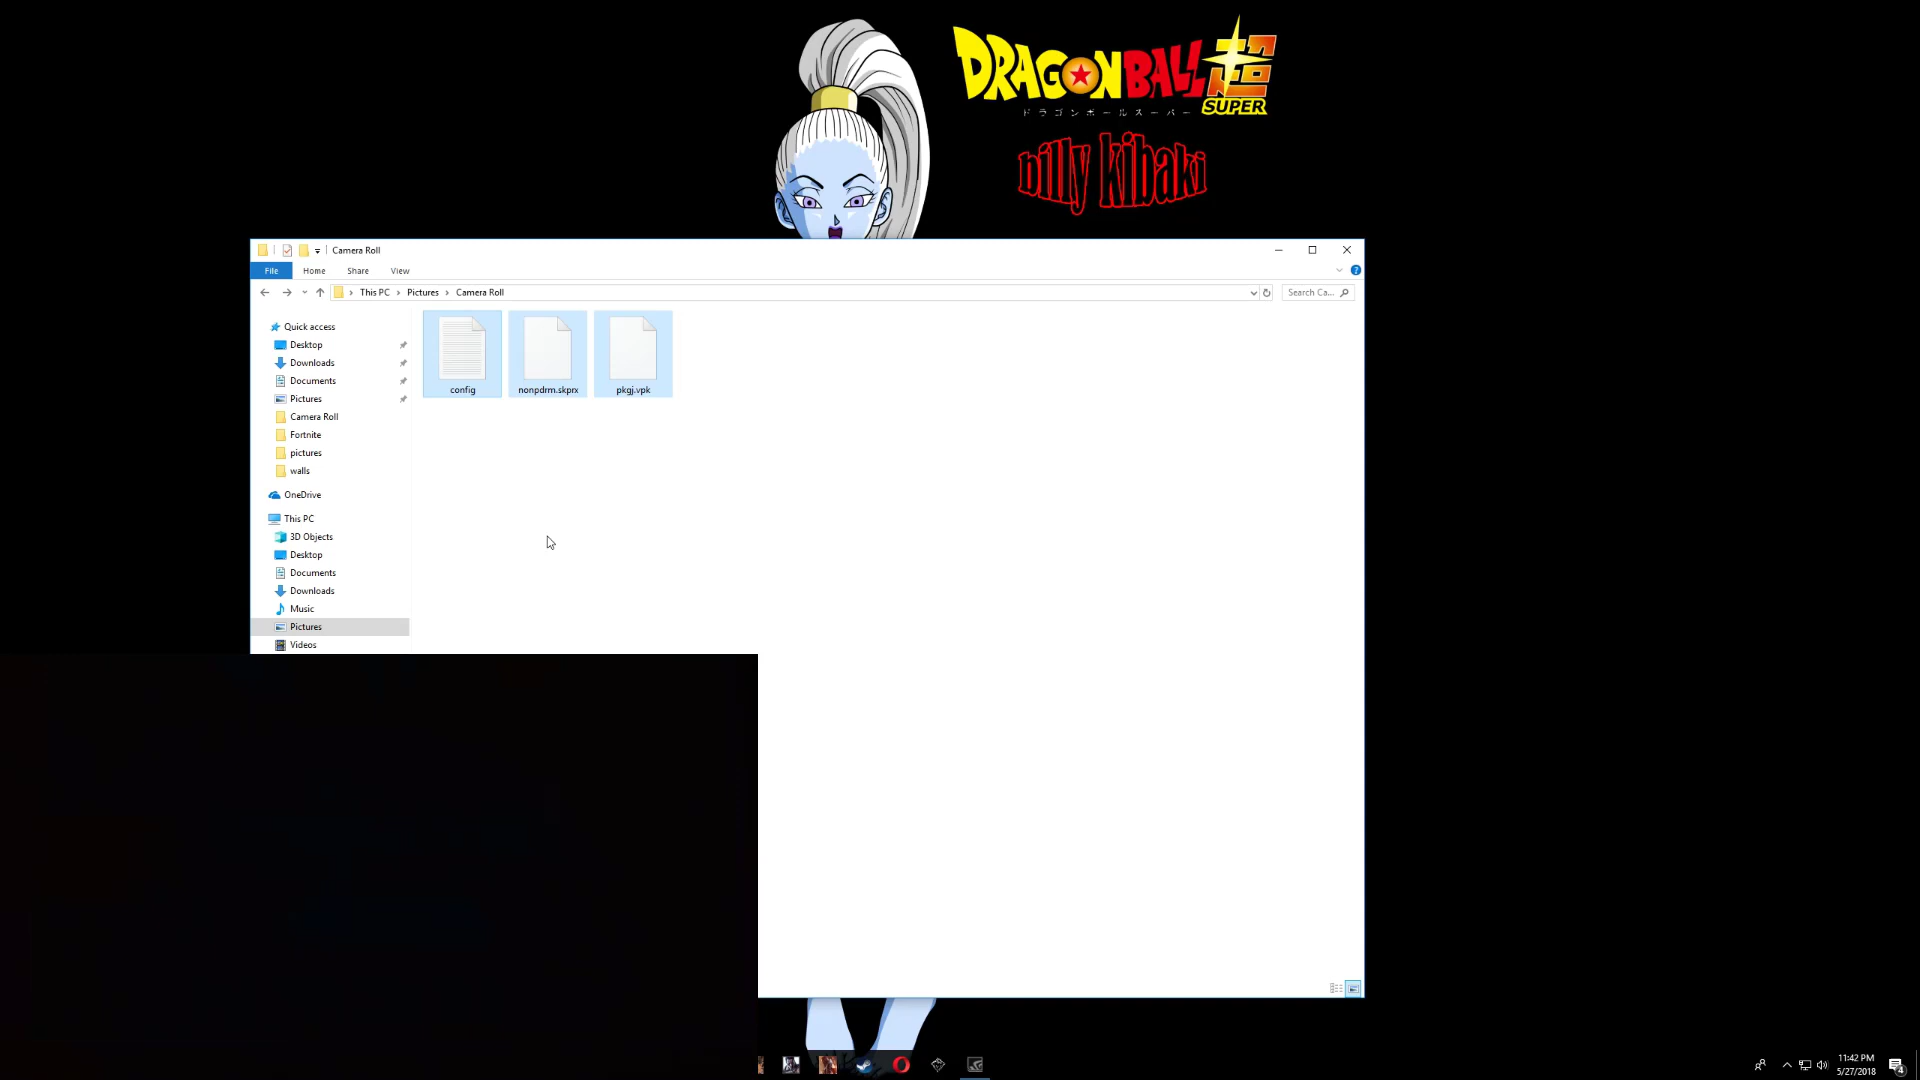 DRAGONBALL超
SUPER
ドラゴンボールスーパー
billy kibaki
Camera Roll
File
Home
Share
View
This PC
Pictures
Camera Roll
Search Ca...
Quick access
Desktop
Downloads
Documents
Pictures
Camera Roll
Fortnite
pictures
walls
OneDrive
This PC
3D Objects
Desktop
Documents
Downloads
Music
Pictures
Videos
config
nonpdrm.skprx
pkgj.vpk
11:42 PM
5/27/2018
4